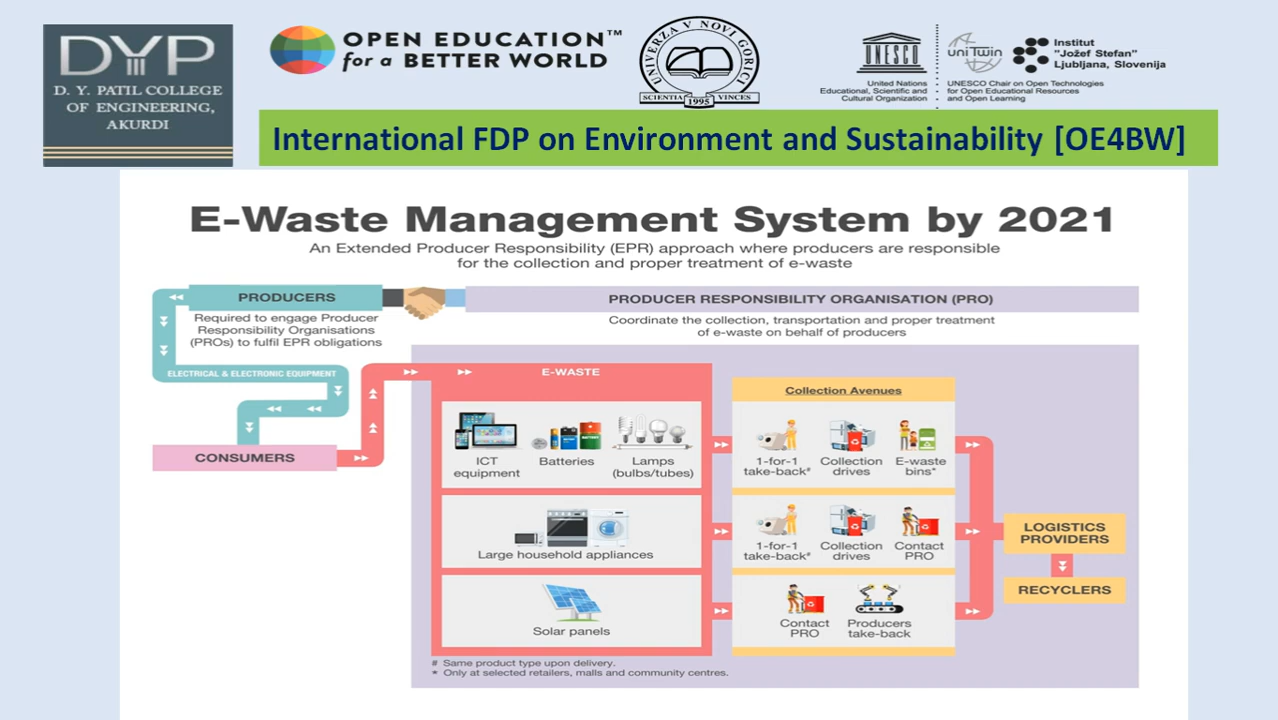 DYP
D. Y. PATIL COLLEGE
OF ENGINEERING,
AKURDI
OPEN EDUCATION™
for a BETTER WORLD
UNIVERZA V NOVI GORICI
SCIENTIA VINCES
1995
UNESCO
United Nations
Educational, Scientific and
Cultural Organization
uniTwin
Institut
"Jožef Stefan"
Ljubljana, Slovenija
UNESCO Chair on Open Technologies
for Open Educational Resources
and Open Learning
International FDP on Environment and Sustainability [OE4BW]
E-Waste Management System by 2021
An Extended Producer Responsibility (EPR) approach where producers are responsible
for the collection and proper treatment of e-waste
PRODUCERS
Required to engage Producer
Responsibility Organisations
(PROs) to fulfil EPR obligations
PRODUCER RESPONSIBILITY ORGANISATION (PRO)
Coordinate the collection, transportation and proper treatment
of e-waste on behalf of producers
ELECTRICAL & ELECTRONIC EQUIPMENT
CONSUMERS
E-WASTE
ICT
equipment
Batteries
Lamps
(bulbs/tubes)
Large household appliances
Solar panels
Collection Avenues
1-for-1
take-back#
Collection
drives
E-waste
bins*
1-for-1
take-back#
Collection
drives
Contact
PRO
Contact
PRO
Producers
take-back
LOGISTICS
PROVIDERS
RECYCLERS
# Same product type upon delivery.
* Only at selected retailers, malls and community centres.